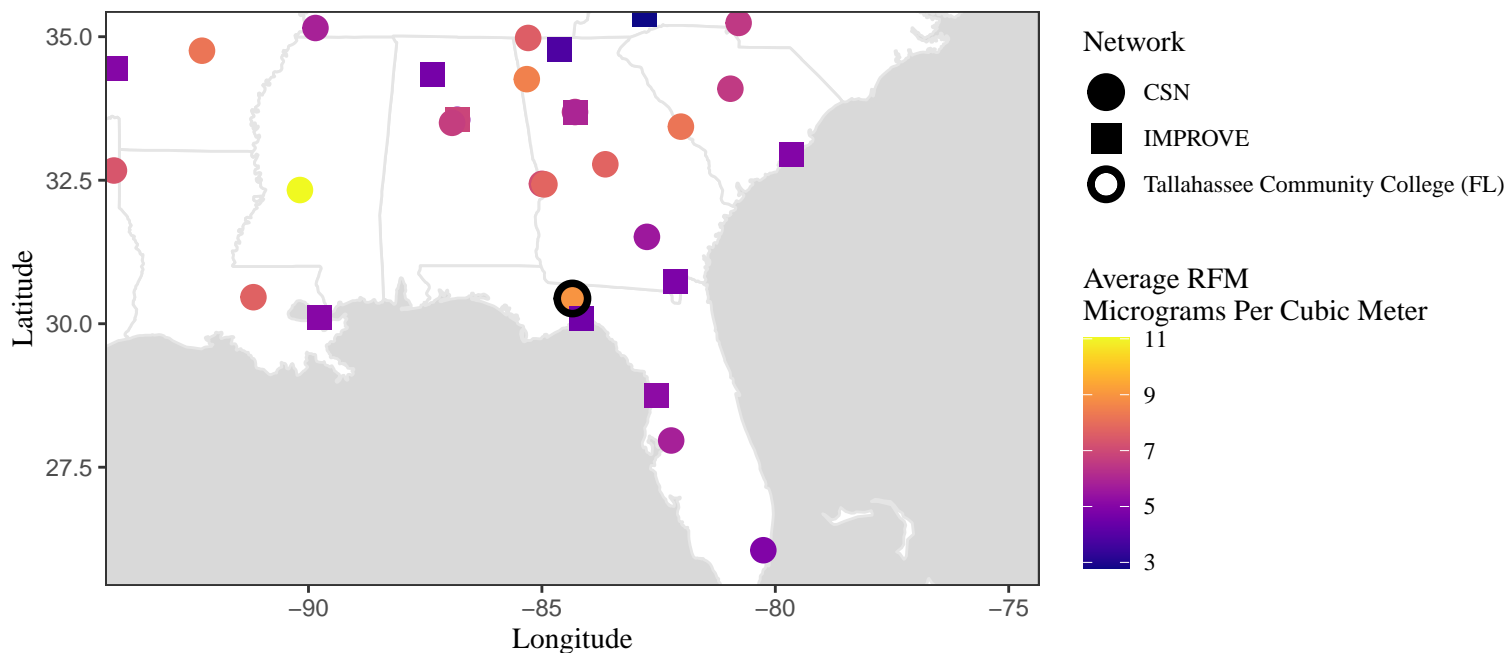 35.0
32.5
30.0
27.5
Latitude
−90
−85
−80
−75
Longitude
Network
CSN
IMPROVE
Tallahassee Community College (FL)
Average RFM
Micrograms Per Cubic Meter
11
9
7
5
3